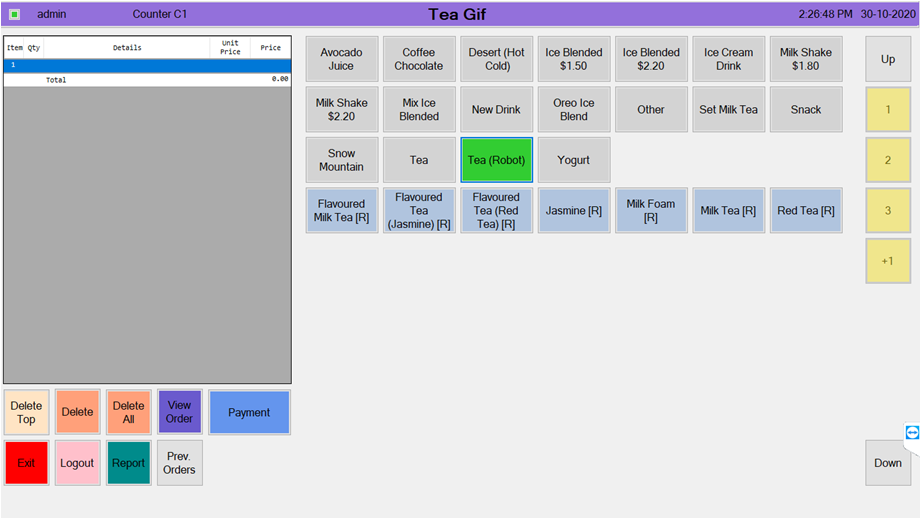 admin Counter C1 Tea Gif 2:26:48 PM 30-10-2020
Item Qty Details Unit Price Price
1
Total 0.00
Avocado Juice
Coffee Chocolate
Desert (Hot Cold)
Ice Blended $1.50
Ice Blended $2.20
Ice Cream Drink
Milk Shake $1.80
Up
Milk Shake $2.20
Mix Ice Blended
New Drink
Oreo Ice Blend
Other
Set Milk Tea
Snack
1
Snow Mountain
Tea
Tea (Robot)
Yogurt
2
Flavoured Milk Tea [R]
Flavoured Tea (Jasmine) [R]
Flavoured Tea (Red Tea) [R]
Jasmine [R]
Milk Foam [R]
Milk Tea [R]
Red Tea [R]
3
+1
Delete Top
Delete
Delete All
View Order
Payment
Exit
Logout
Report
Prev. Orders
Down